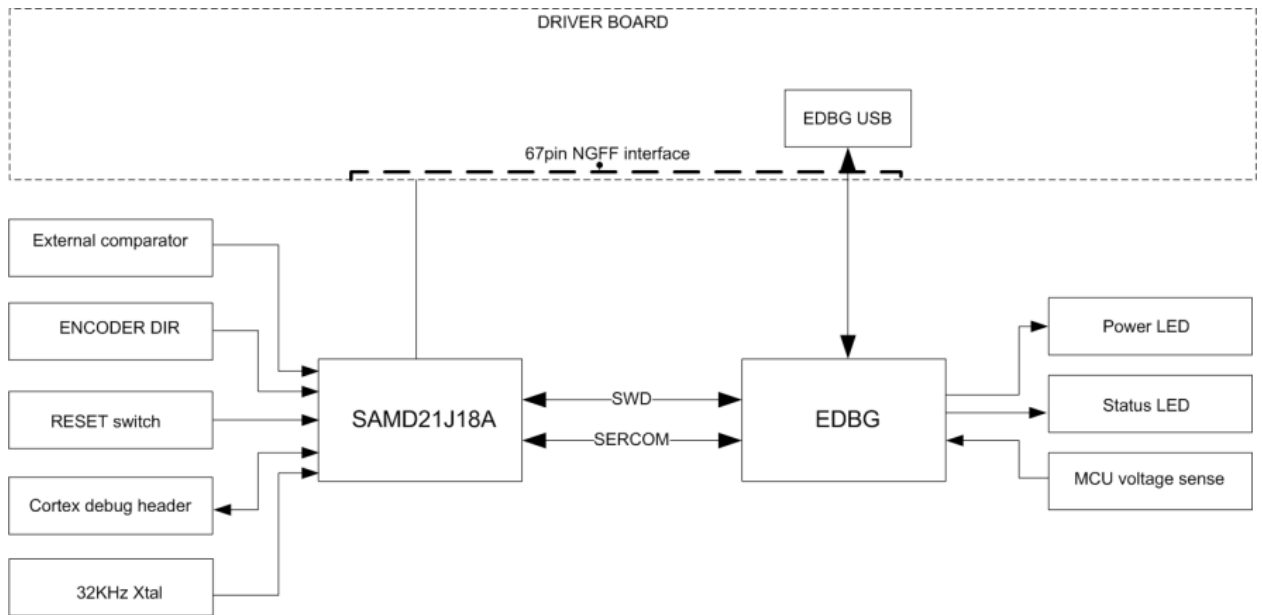 DRIVER BOARD
EDBG USB
67pin NGFF interface
External comparator
ENCODER DIR
RESET switch
Cortex debug header
32KHz Xtal
SAMD21J18A
SWD
SERCOM
EDBG
Power LED
Status LED
MCU voltage sense